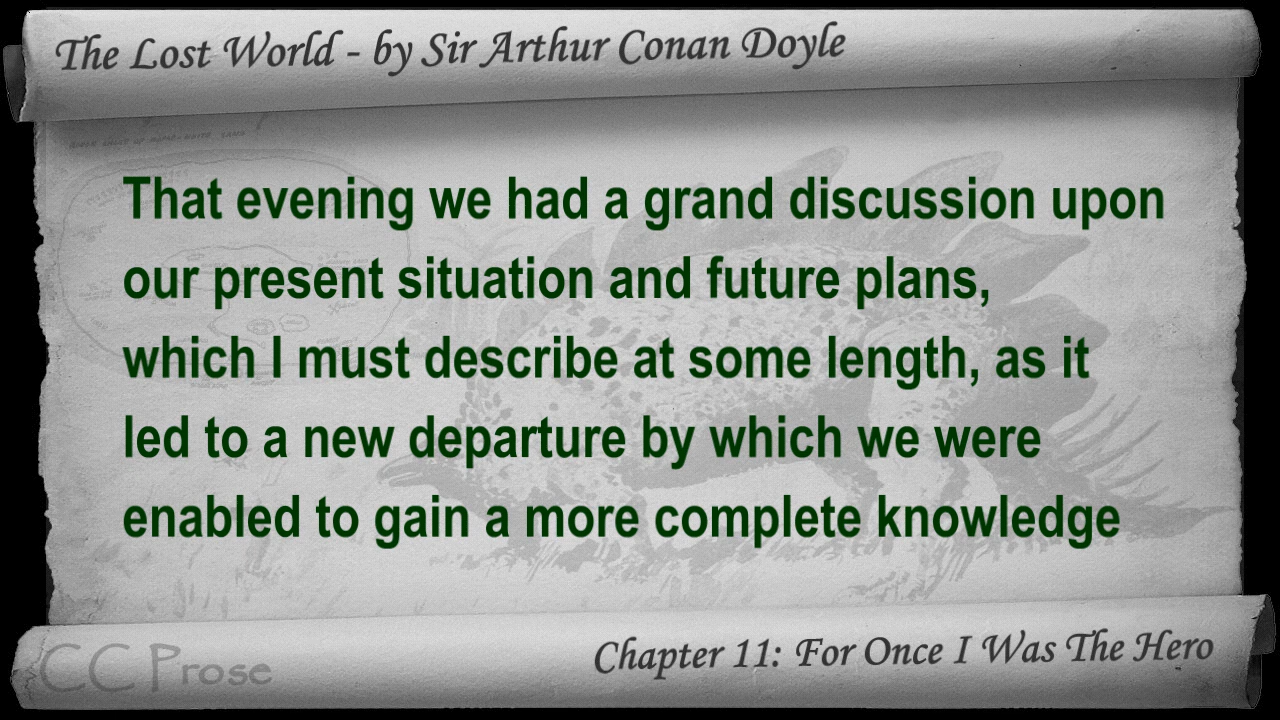 The Lost World - by Sir Arthur Conan Doyle
That evening we had a grand discussion upon
our present situation and future plans,
which I must describe at some length, as it
led to a new departure by which we were
enabled to gain a more complete knowledge
Chapter 11: For Once I Was The Hero
CC Prose